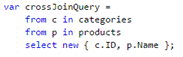 var crossJoinQuery =
from c in categories
from p in products
select new { c.ID, p.Name };